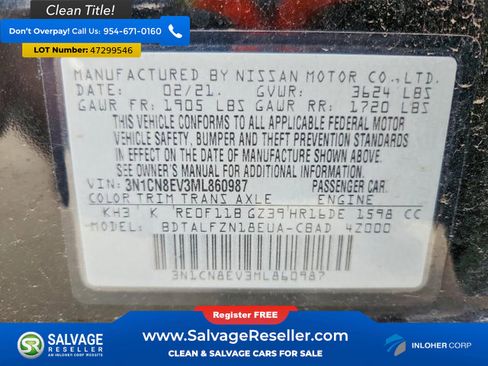 Clean Title!
Don't Overpay! Call Us: 954-671-0160
Lot Number: 47299546
MANUFACTURED BY NISSAN MOTOR CO., LTD.
DATE: 02/21. GVWR: 3624 LBS
GAWR FR: 1905 LBS GAWR RR: 1720 LBS
THIS VEHICLE CONFORMS TO ALL APPLICABLE FEDERAL MOTOR
VEHICLE SAFETY, BUMPER AND THEFT PREVENTION STANDARDS
IN EFFECT ON THE DATE OF MANUFACTURE SHOWN ABOVE.
SEE OWNER'S MANUAL FOR ADDITIONAL INFORMATION.
VIN: 3N1CN8EV3ML860987 PASSENGER CAR.
COLOR TRIM TRANS AXLE ENGINE
KH3 K RE0F11B GZ39 HR16DE 1598 CC
MODEL: BDTALFZN18EUA-CBAD 4Z000
3N1CN8EV3ML860987
Register FREE!
SALVAGE RESELLER
AN INLOHER CORP WEBSITE
www.SalvageReseller.com
CLEAN & SALVAGE CARS FOR SALE
INLOHER CORP